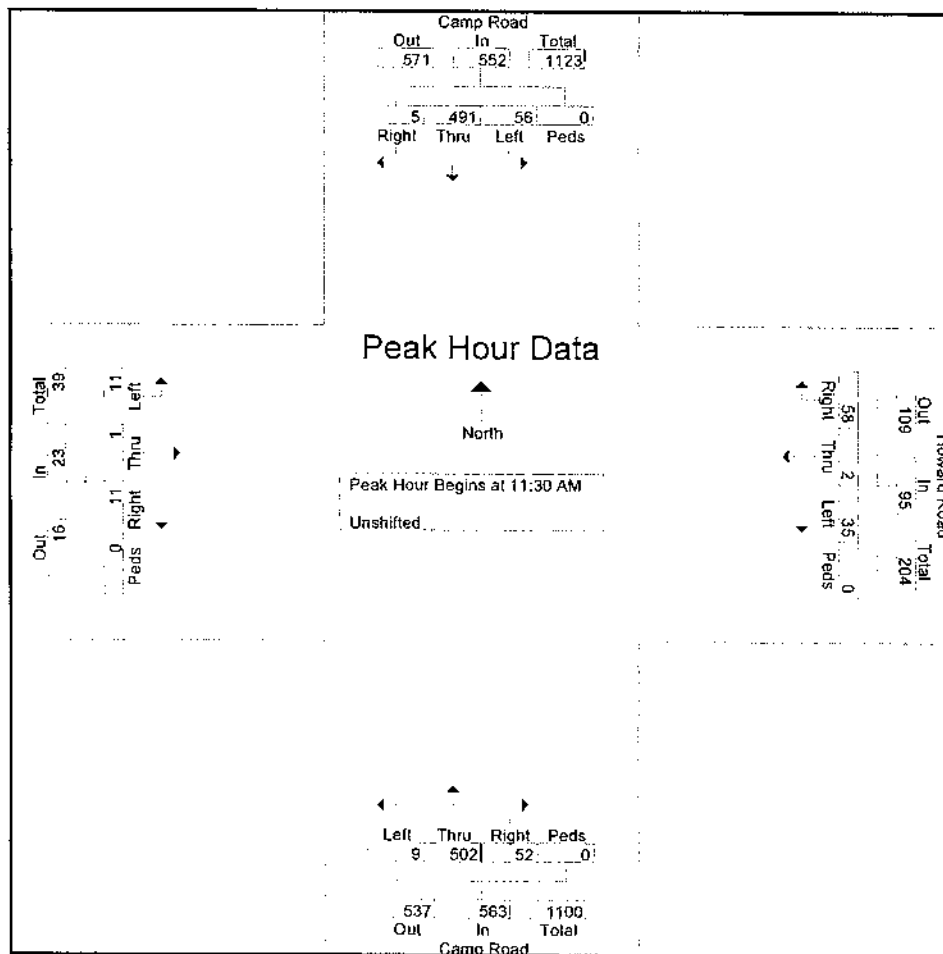 Camp Road
Out In Total
571 552 1123
5 491 56 0
Right Thru Left Peds
Peak Hour Data
North
Peak Hour Begins at 11:30 AM
Unshifted
Total 39
In 23
Out 16
11 1 11 0
Left Thru Right Peds
Right Thru Left Peds
58 2 35 0
Out In Total
109 95 204
Road
Left Thru Right Peds
9 502 52 0
537 563 1100
Out In Total
Camp Road